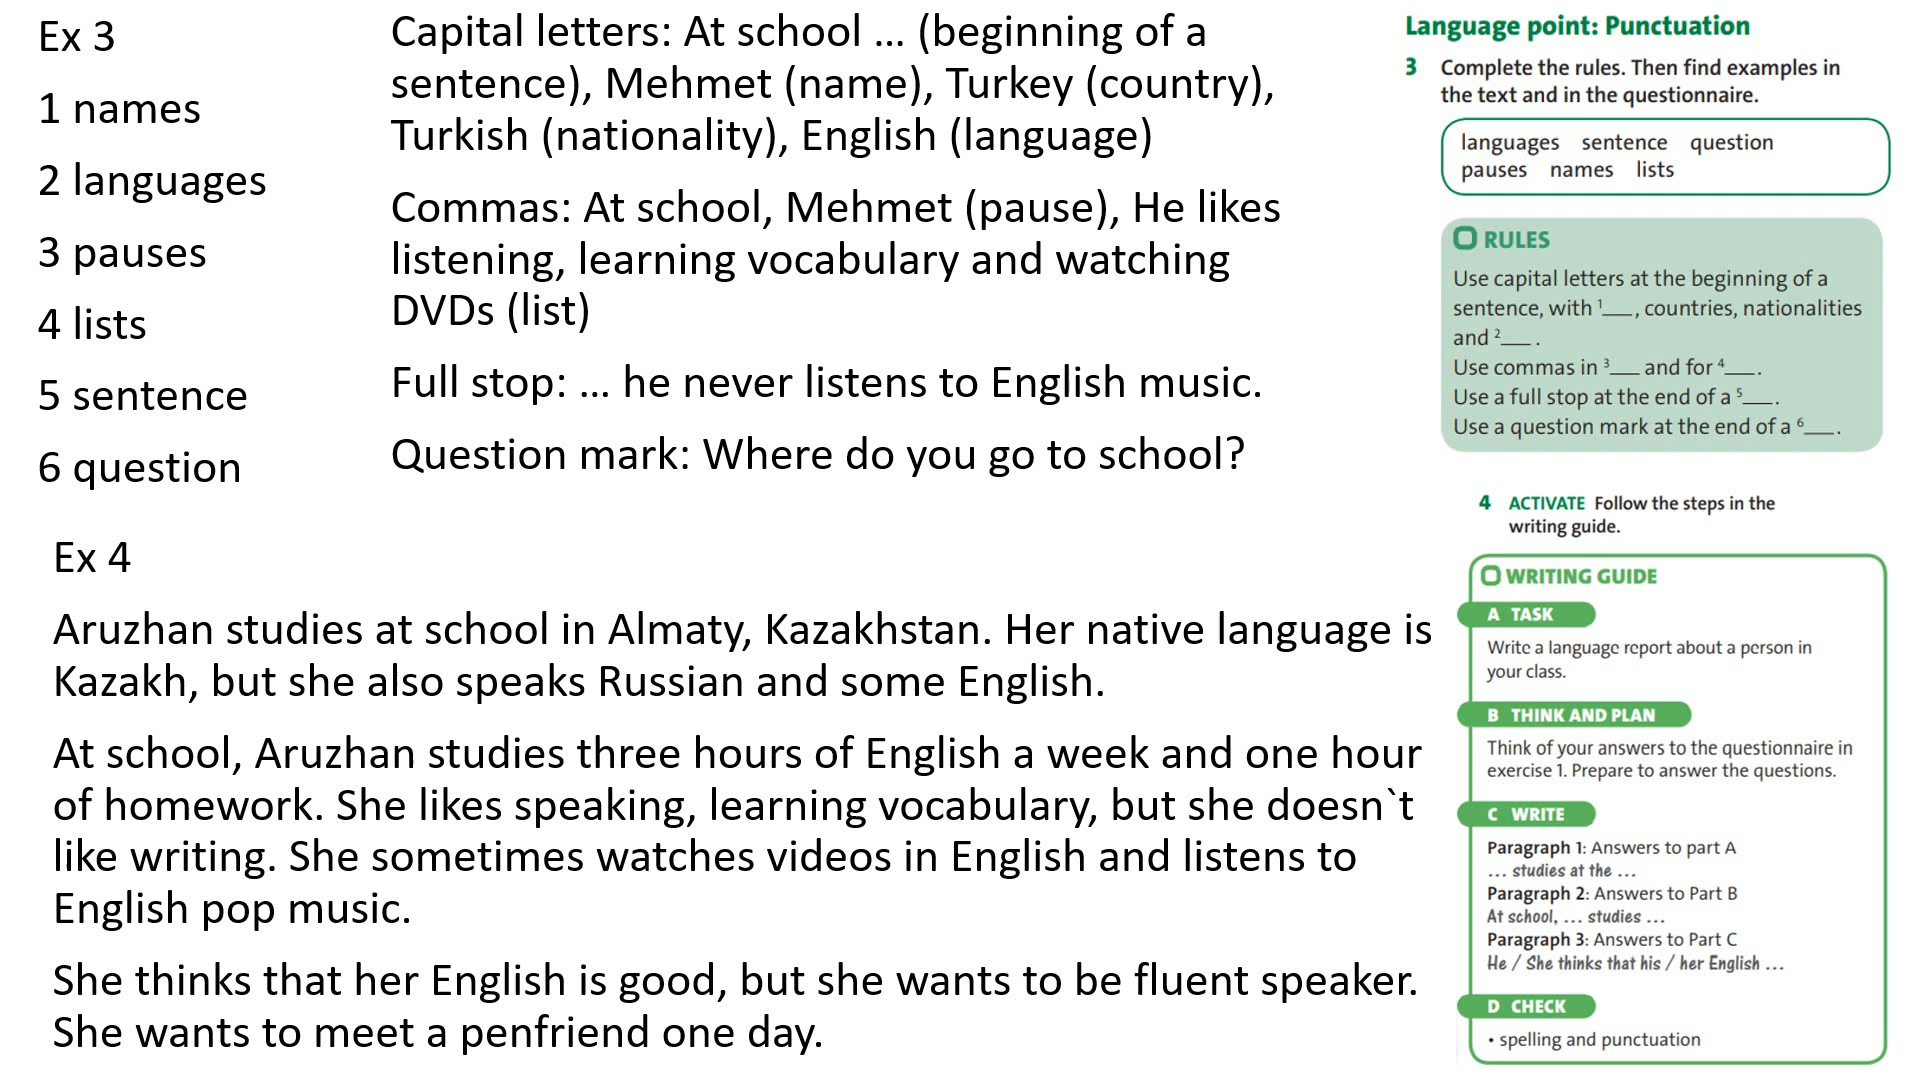 Ex 3
1 names
2 languages
3 pauses
4 lists
5 sentence
6 question
Capital letters: At school ... (beginning of a
sentence), Mehmet (name), Turkey (country),
Turkish (nationality), English (language)
Commas: At school, Mehmet (pause), He likes
listening, learning vocabulary and watching
DVDs (list)
Full stop: ... he never listens to English music.
Question mark: Where do you go to school?
Ex 4
Aruzhan studies at school in Almaty, Kazakhstan. Her native language is
Kazakh, but she also speaks Russian and some English.
At school, Aruzhan studies three hours of English a week and one hour
of homework. She likes speaking, learning vocabulary, but she doesn`t
like writing. She sometimes watches videos in English and listens to
English pop music.
She thinks that her English is good, but she wants to be fluent speaker.
She wants to meet a penfriend one day.
Language point: Punctuation
3 Complete the rules. Then find examples in
the text and in the questionnaire.
languages sentence question
pauses names lists
RULES
Use capital letters at the beginning of a
sentence, with 1___, countries, nationalities
and 2___.
Use commas in 3___ and for 4___.
Use a full stop at the end of a 5___.
Use a question mark at the end of a 6___.
4 ACTIVATE Follow the steps in the
writing guide.
WRITING GUIDE
A TASK
Write a language report about a person in
your class.
B THINK AND PLAN
Think of your answers to the questionnaire in
exercise 1. Prepare to answer the questions.
C WRITE
Paragraph 1: Answers to part A
... studies at the ...
Paragraph 2: Answers to Part B
At school, ... studies ...
Paragraph 3: Answers to Part C
He / She thinks that his / her English ...
D CHECK
• spelling and punctuation